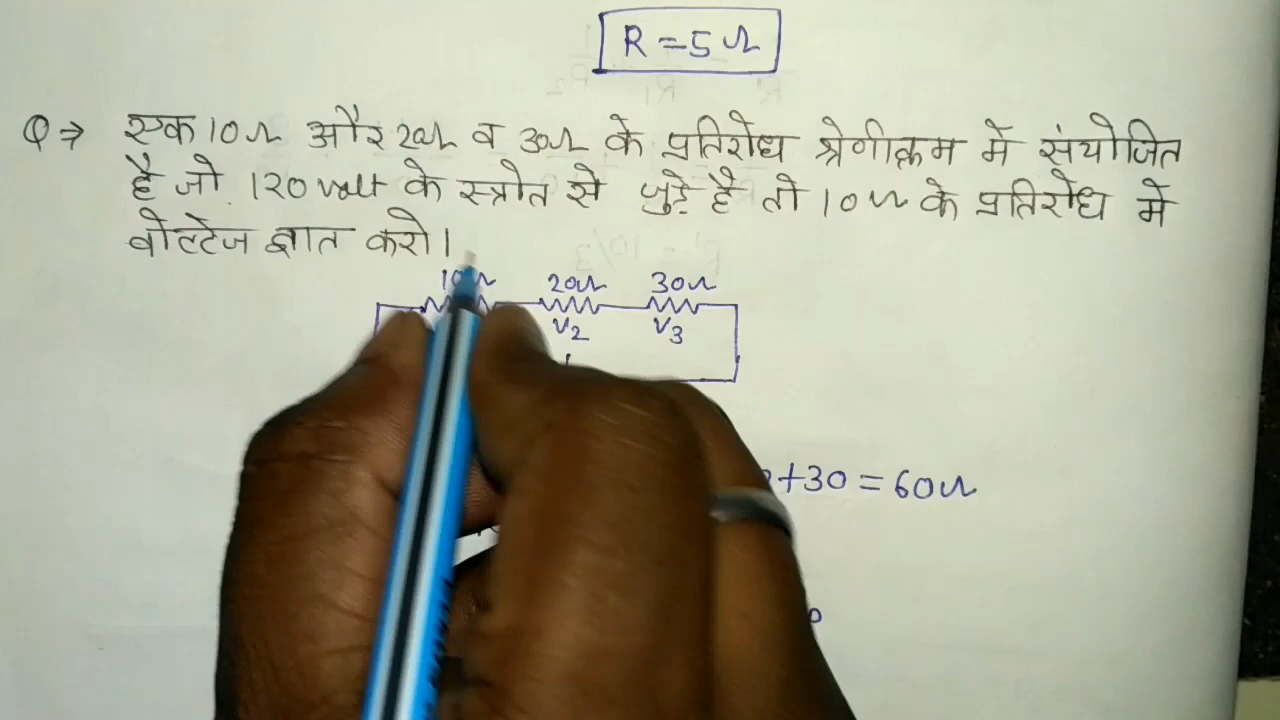 R = 5Ω
Q ⇒ एक 10Ω और 20Ω व 30Ω के प्रतिरोध श्रेणीक्रम में संयोजित
है जो 120 volt के स्त्रोत से जुड़े है तो 10Ω के प्रतिरोध मे
वोल्टेज ज्ञात करो।
10Ω 20Ω 30Ω
V2 V3
+30 = 60Ω